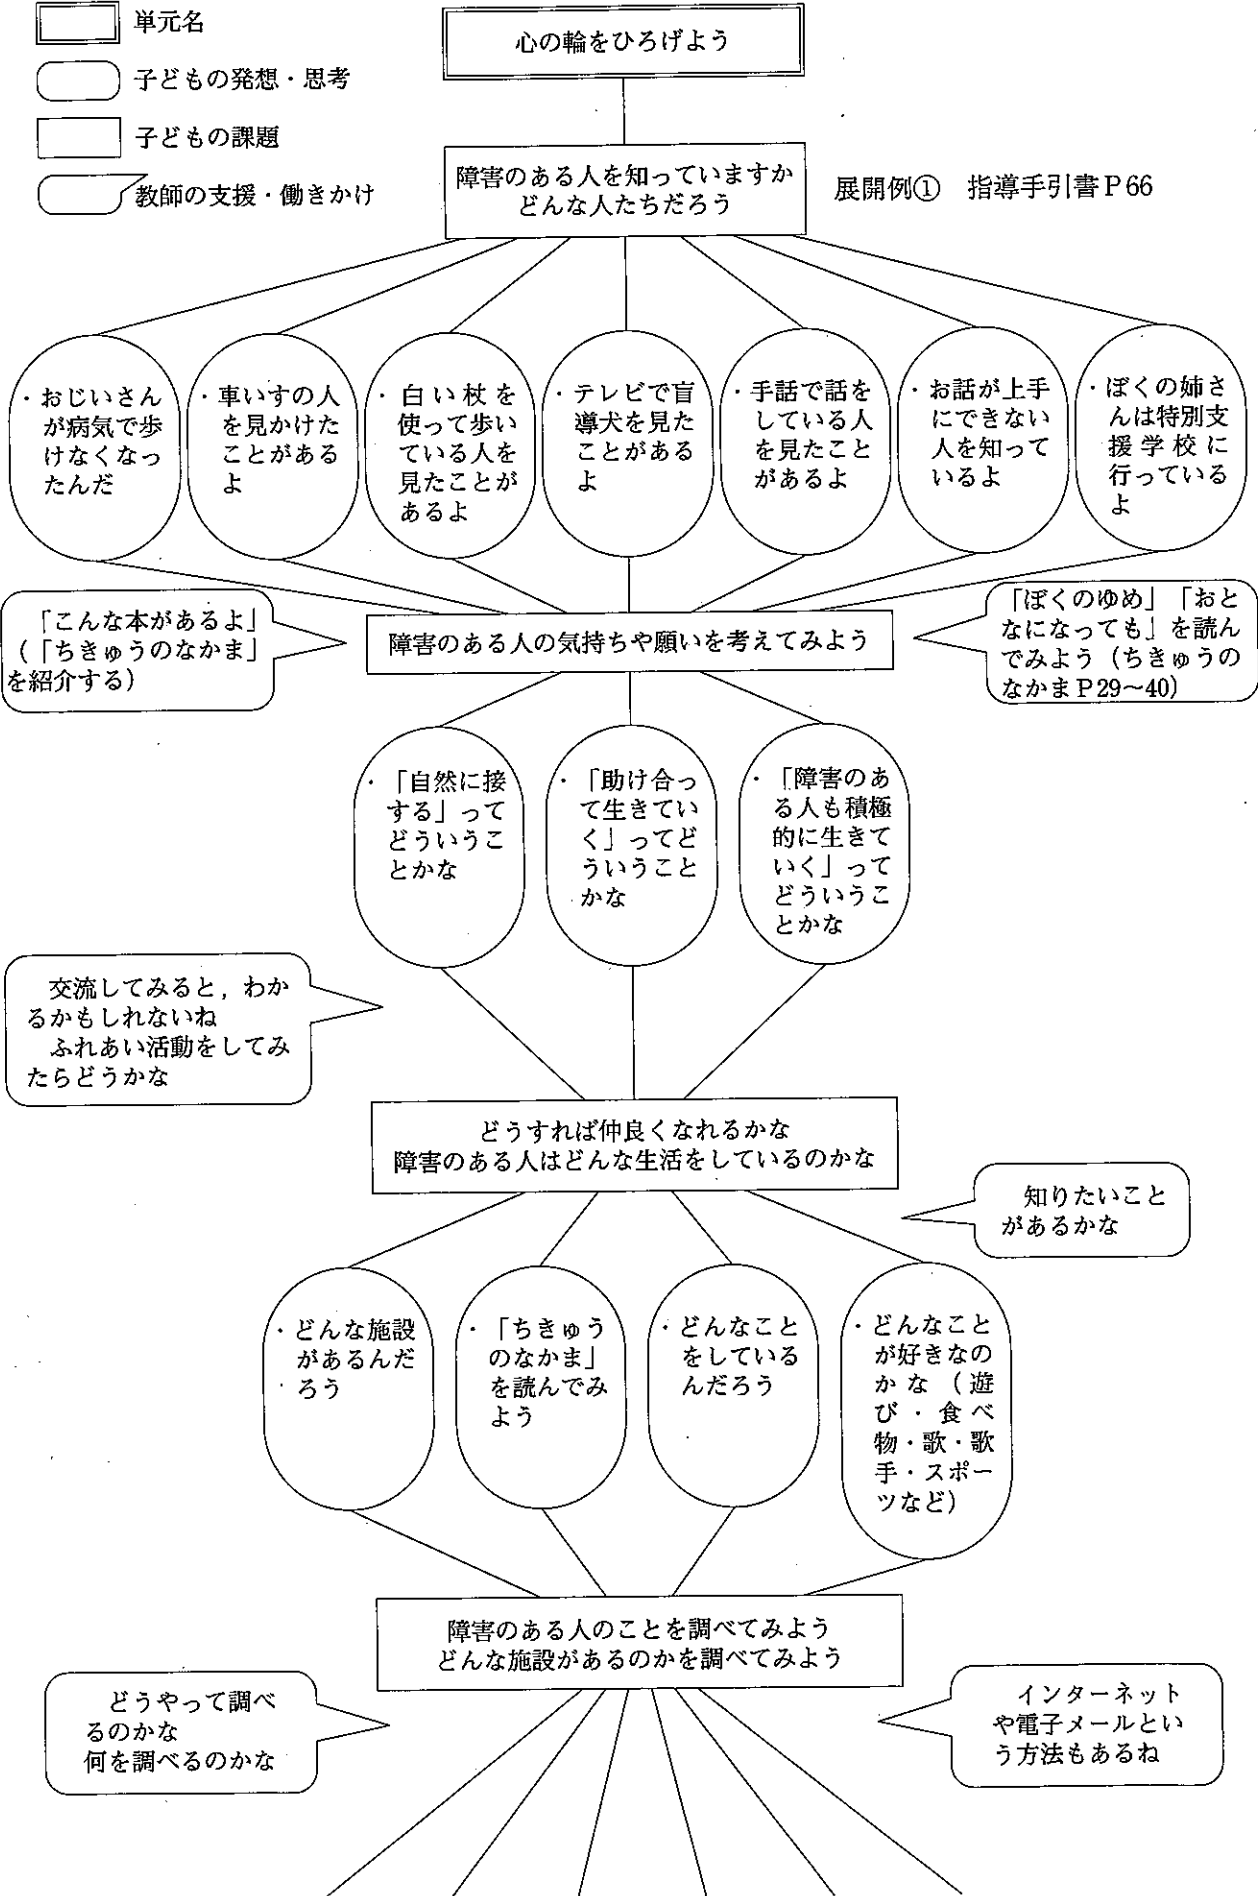 単元名
子どもの発想・思考
子どもの課題
教師の支援・働きかけ
心の輪をひろげよう
障害のある人を知っていますか
どんな人たちだろう
展開例① 指導手引書P66
・おじいさん
が病気で歩
けなくなっ
たんだ
・車いすの人
を見かけた
ことがある
よ
・白い杖を
使って歩い
ている人を
見たことが
あるよ
・テレビで盲
導犬を見た
ことがある
よ
・手話で話を
している人
を見たこと
があるよ
・お話が上手
にできない
人を知って
いるよ
・ぼくの姉さ
んは特別支
援学校に
行っている
よ
「こんな本があるよ」
(「ちきゅうのなかま」
を紹介する)
障害のある人の気持ちや願いを考えてみよう
「ぼくのゆめ」「おと
なになっても」を読ん
でみよう(ちきゅうの
なかまP29〜40)
・「自然に接
する」って
どういうこ
とかな
・「助け合っ
て生きてい
く」ってど
ういうこと
かな
・「障害のあ
る人も積極
的に生きて
いく」って
どういうこ
とかな
交流してみると,わか
るかもしれないね
ふれあい活動をしてみ
たらどうかな
どうすれば仲良くなれるかな
障害のある人はどんな生活をしているのかな
知りたいこと
があるかな
・どんな施設
があるんだ
ろう
・「ちきゅう
のなかま」
を読んでみ
よう
・どんなこと
をしている
んだろう
・どんなこと
が好きなの
かな(遊
び・食べ
物・歌・歌
手・スポー
ツなど)
障害のある人のことを調べてみよう
どんな施設があるのかを調べてみよう
どうやって調べ
るのかな
何を調べるのかな
インターネット
や電子メールとい
う方法もあるね